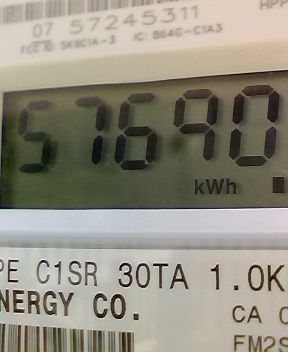 07 57245311
FCC ID: SK9C1A-3 IC: 864G-C1A3
57690
kWh
PE C1SR 30TA 1.0K
NERGY CO.
CA
FM2S